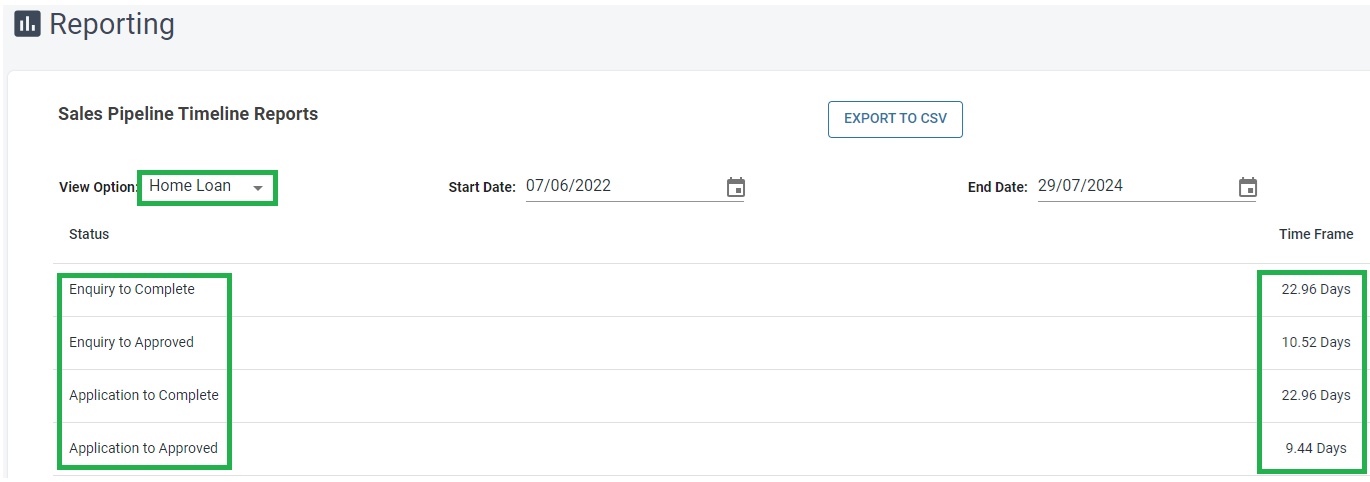 Reporting
Sales Pipeline Timeline Reports
EXPORT TO CSV
View Option: Home Loan Start Date: 07/06/2022 End Date: 29/07/2024
Status Time Frame
Enquiry to Complete 22.96 Days
Enquiry to Approved 10.52 Days
Application to Complete 22.96 Days
Application to Approved 9.44 Days